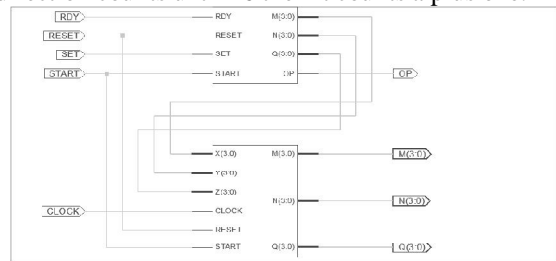 RDY
RESET
SET
START
RDY
RESET
SET
START
M(3:0)
N(3:0)
Q(3:0)
OP
OP
CLOCK
X(3:0)
Y(3:0)
Z(3:0)
CLOCK
RESET
START
M(3:0)
N(3:0)
Q(3:0)
M(3:0)
N(3:0)
Q(3:0)